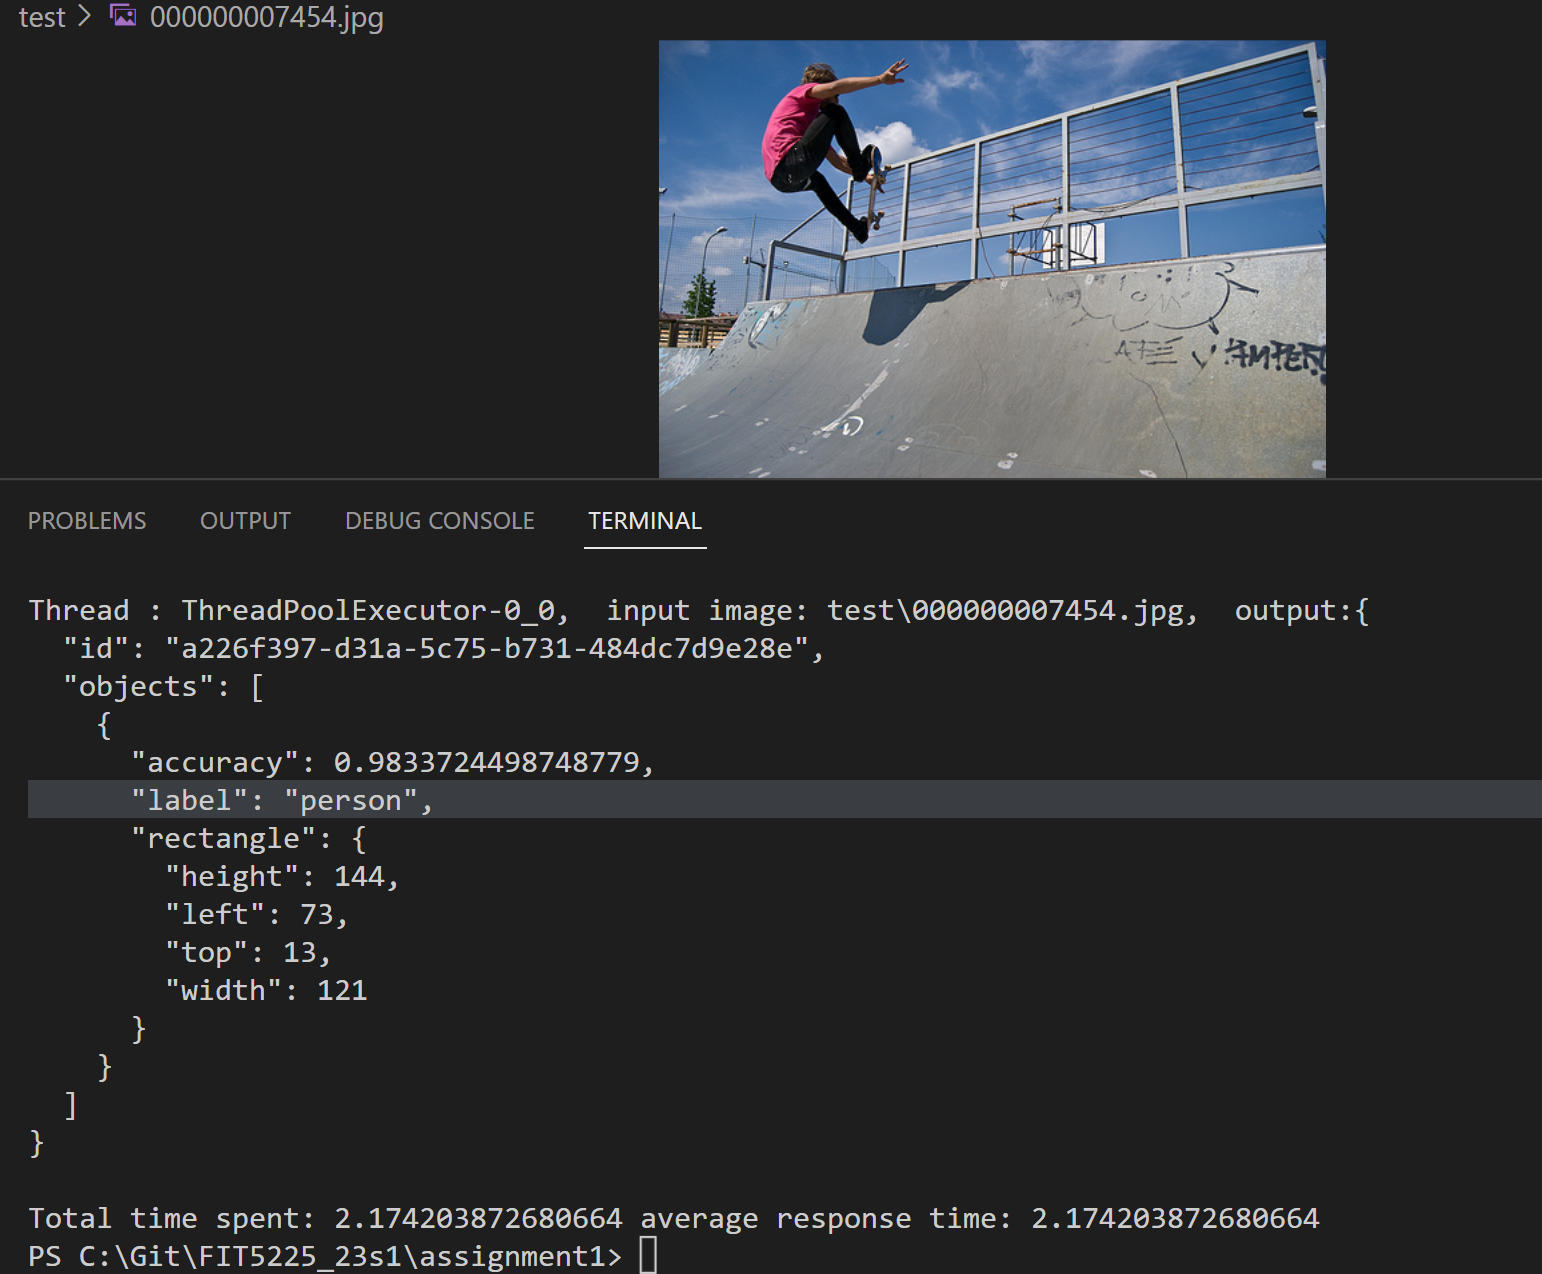 test > 000000007454.jpg
PROBLEMS OUTPUT DEBUG CONSOLE TERMINAL
Thread : ThreadPoolExecutor-0_0,  input image: test\000000007454.jpg,  output:{
  "id": "a226f397-d31a-5c75-b731-484dc7d9e28e",
  "objects": [
    {
      "accuracy": 0.9833724498748779,
      "label": "person",
      "rectangle": {
        "height": 144,
        "left": 73,
        "top": 13,
        "width": 121
      }
    }
  ]
}
Total time spent: 2.174203872680664 average response time: 2.174203872680664
PS C:\Git\FIT5225_23s1\assignment1>